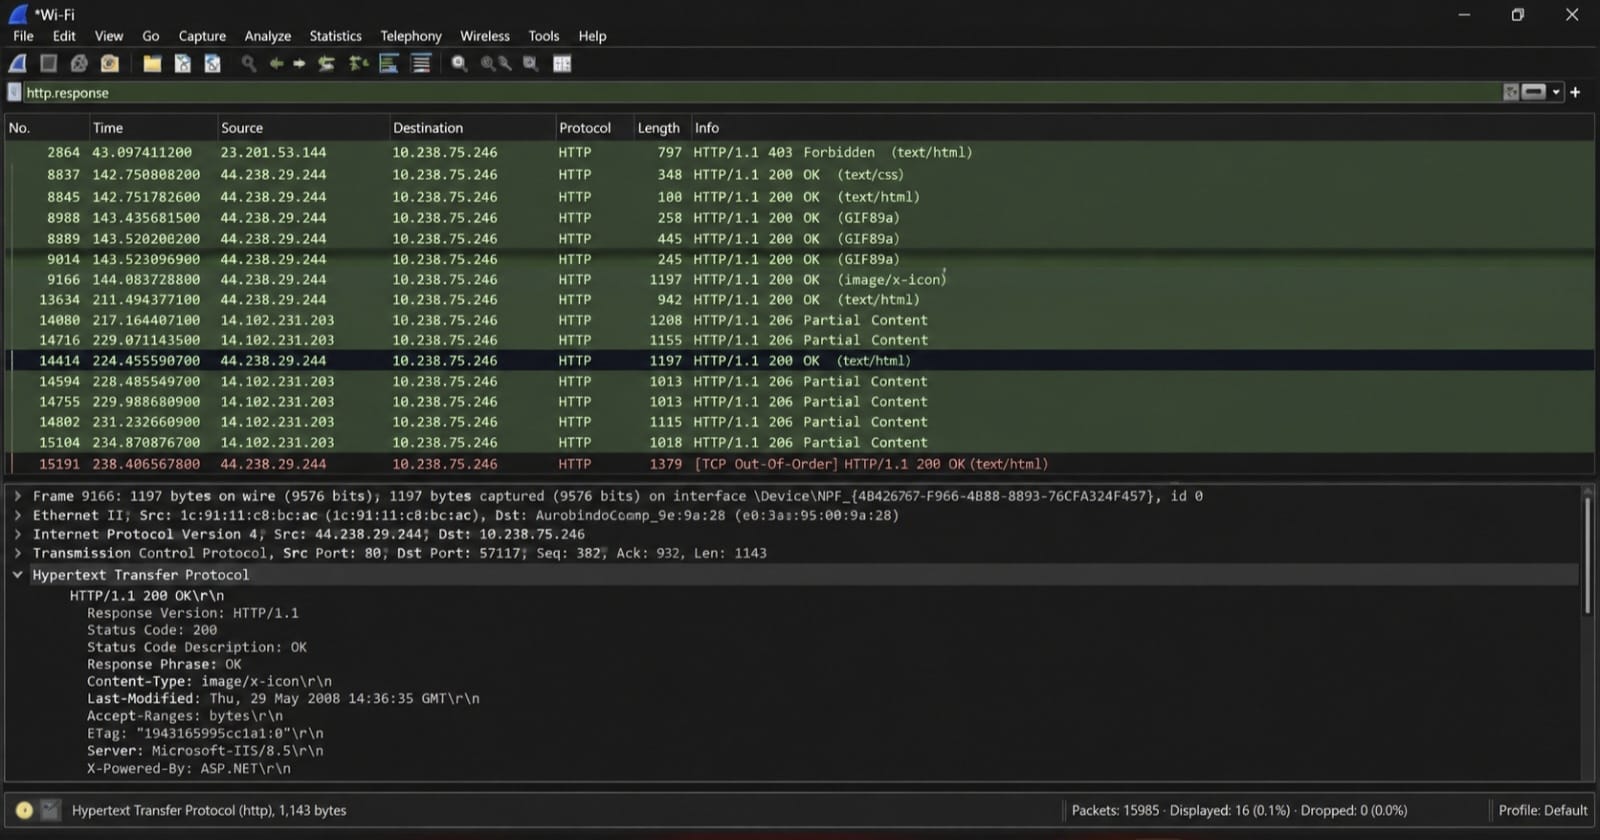 *Wi-Fi
File Edit View Go Capture Analyze Statistics Telephony Wireless Tools Help
http.response
No. Time Source Destination Protocol Length Info
2864 43.097411200 23.201.53.144 10.238.75.246 HTTP 797 HTTP/1.1 403 Forbidden (text/html)
8837 142.750808200 44.238.29.244 10.238.75.246 HTTP 348 HTTP/1.1 200 OK (text/css)
8845 142.751782600 44.238.29.244 10.238.75.246 HTTP 100 HTTP/1.1 200 OK (text/html)
8988 143.435681500 44.238.29.244 10.238.75.246 HTTP 258 HTTP/1.1 200 OK (GIF89a)
8889 143.520208200 44.238.29.244 10.238.75.246 HTTP 445 HTTP/1.1 200 OK (GIF89a)
9014 143.523096900 44.238.29.244 10.238.75.246 HTTP 245 HTTP/1.1 200 OK (GIF89a)
9166 144.083728800 44.238.29.244 10.238.75.246 HTTP 1197 HTTP/1.1 200 OK (image/x-icon)
13634 211.494377100 44.238.29.244 10.238.75.246 HTTP 942 HTTP/1.1 200 OK (text/html)
14080 217.164407100 14.102.231.203 10.238.75.246 HTTP 1208 HTTP/1.1 206 Partial Content
14716 229.071143500 14.102.231.203 10.238.75.246 HTTP 1155 HTTP/1.1 206 Partial Content
14414 224.455590700 44.238.29.244 10.238.75.246 HTTP 1197 HTTP/1.1 200 OK (text/html)
14594 228.485549700 14.102.231.203 10.238.75.246 HTTP 1013 HTTP/1.1 206 Partial Content
14755 229.988680900 14.102.231.203 10.238.75.246 HTTP 1013 HTTP/1.1 206 Partial Content
14802 231.232660900 14.102.231.203 10.238.75.246 HTTP 1115 HTTP/1.1 206 Partial Content
15104 234.870876700 14.102.231.203 10.238.75.246 HTTP 1018 HTTP/1.1 206 Partial Content
15191 238.406567800 44.238.29.244 10.238.75.246 HTTP 1379 [TCP Out-Of-Order] HTTP/1.1 200 OK (text/html)
Frame 9166: 1197 bytes on wire (9576 bits); 1197 bytes captured (9576 bits) on interface \Device\NPF_{4B426767-F966-4B88-8893-76CFA324F457}, id 0
Ethernet II; Src: 1c:91:11:c8:bc:ac (1c:91:11:c8:bc:ac), Dst: AurobindoComp_9e:9a:28 (e0:3a::95:00:9a:28)
Internet Protocol Version 4; Src: 44.238.29.244; Dst: 10.238.75.246
Transmission Control Protocol, Src Port: 80; Dst Port: 57117; Seq: 382, Ack: 932, Len: 1143
Hypertext Transfer Protocol
HTTP/1.1 200 OK\r\n
Response Version: HTTP/1.1
Status Code: 200
Status Code Description: OK
Response Phrase: OK
Content-Type: image/x-icon\r\n
Last-Modified: Thu, 29 May 2008 14:36:35 GMT\r\n
Accept-Ranges: bytes\r\n
ETag: "1943165995cc1a1:0"\r\n
Server: Microsoft-IIS/8.5\r\n
X-Powered-By: ASP.NET\r\n
Hypertext Transfer Protocol (http), 1,143 bytes
Packets: 15985 · Displayed: 16 (0.1%) · Dropped: 0 (0.0%)
Profile: Default